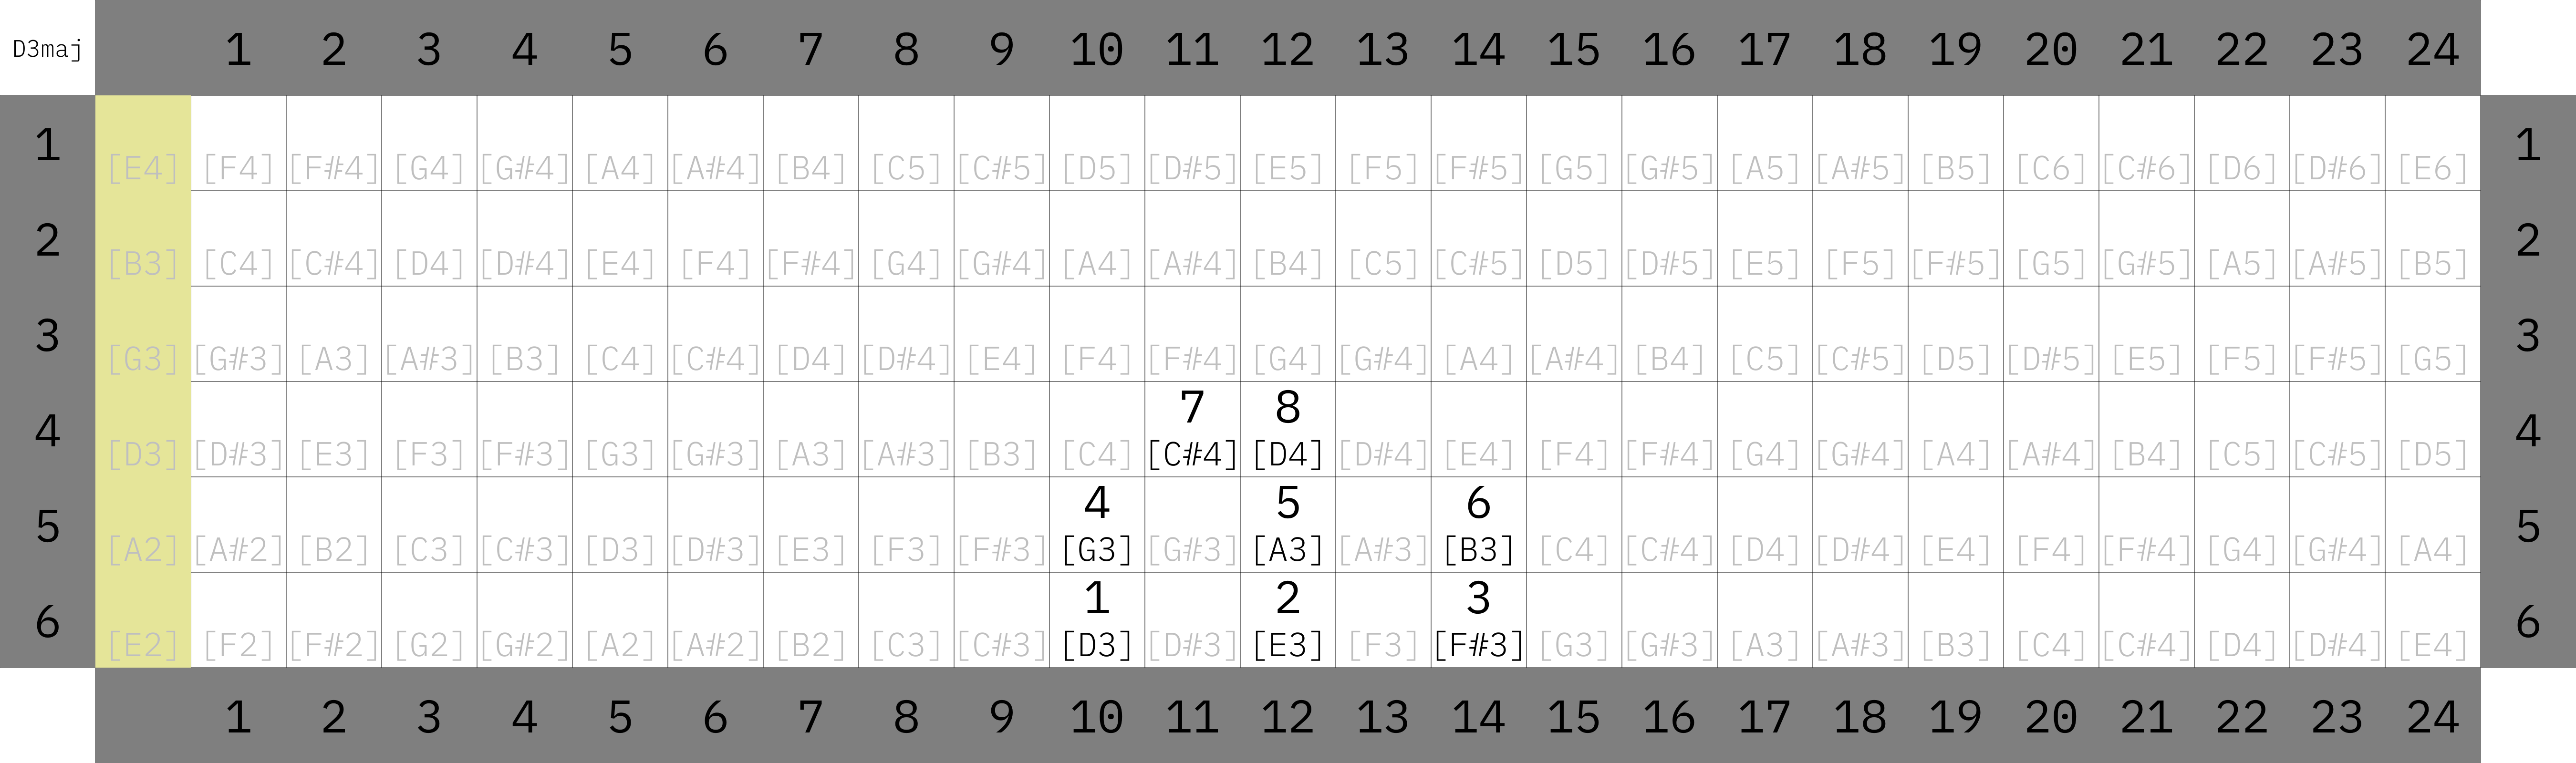 D3maj 1 2 3 4 5 6 7 8 9 10 11 12 13 14 15 16 17 18 19 20 21 22 23 24
1 [E4] [F4] [F#4] [G4] [G#4] [A4] [A#4] [B4] [C5] [C#5] [D5] [D#5] [E5] [F5] [F#5] [G5] [G#5] [A5] [A#5] [B5] [C6] [C#6] [D6] [D#6] [E6] 1
2 [B3] [C4] [C#4] [D4] [D#4] [E4] [F4] [F#4] [G4] [G#4] [A4] [A#4] [B4] [C5] [C#5] [D5] [D#5] [E5] [F5] [F#5] [G5] [G#5] [A5] [A#5] [B5] 2
3 [G3] [G#3] [A3] [A#3] [B3] [C4] [C#4] [D4] [D#4] [E4] [F4] [F#4] [G4] [G#4] [A4] [A#4] [B4] [C5] [C#5] [D5] [D#5] [E5] [F5] [F#5] [G5] 3
7 8
4 [D3] [D#3] [E3] [F3] [F#3] [G3] [G#3] [A3] [A#3] [B3] [C4] [C#4] [D4] [D#4] [E4] [F4] [F#4] [G4] [G#4] [A4] [A#4] [B4] [C5] [C#5] [D5] 4
4 5 6
5 [A2] [A#2] [B2] [C3] [C#3] [D3] [D#3] [E3] [F3] [F#3] [G3] [G#3] [A3] [A#3] [B3] [C4] [C#4] [D4] [D#4] [E4] [F4] [F#4] [G4] [G#4] [A4] 5
1 2 3
6 [E2] [F2] [F#2] [G2] [G#2] [A2] [A#2] [B2] [C3] [C#3] [D3] [D#3] [E3] [F3] [F#3] [G3] [G#3] [A3] [A#3] [B3] [C4] [C#4] [D4] [D#4] [E4] 6
1 2 3 4 5 6 7 8 9 10 11 12 13 14 15 16 17 18 19 20 21 22 23 24